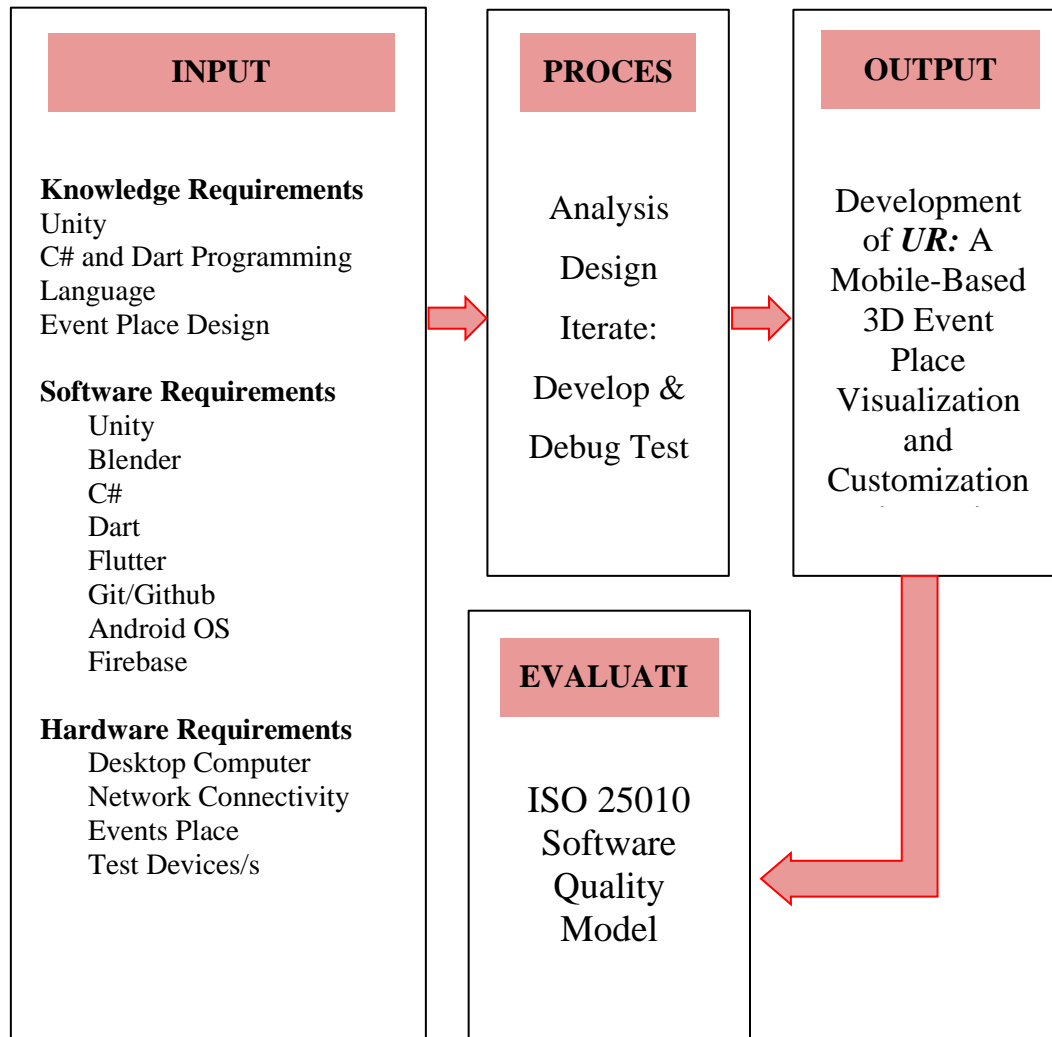 INPUT
Knowledge Requirements
Unity
C# and Dart Programming
Language
Event Place Design
Software Requirements
Unity
Blender
C#
Dart
Flutter
Git/Github
Android OS
Firebase
Hardware Requirements
Desktop Computer
Network Connectivity
Events Place
Test Devices/s
PROCES
Analysis
Design
Iterate:
Develop &
Debug Test
OUTPUT
Development
of UR: A
Mobile-Based
3D Event
Place
Visualization
and
Customization
EVALUATI
ISO 25010
Software
Quality
Model